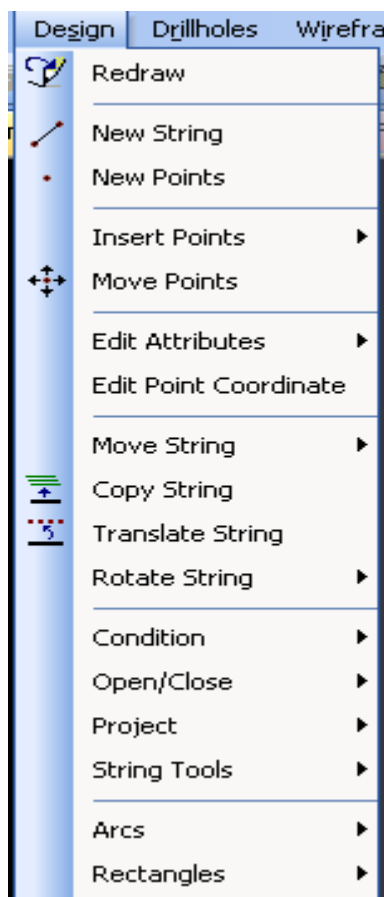 Design Drillholes Wirefra
Redraw
New String
New Points
Insert Points
Move Points
Edit Attributes
Edit Point Coordinate
Move String
Copy String
Translate String
Rotate String
Condition
Open/Close
Project
String Tools
Arcs
Rectangles